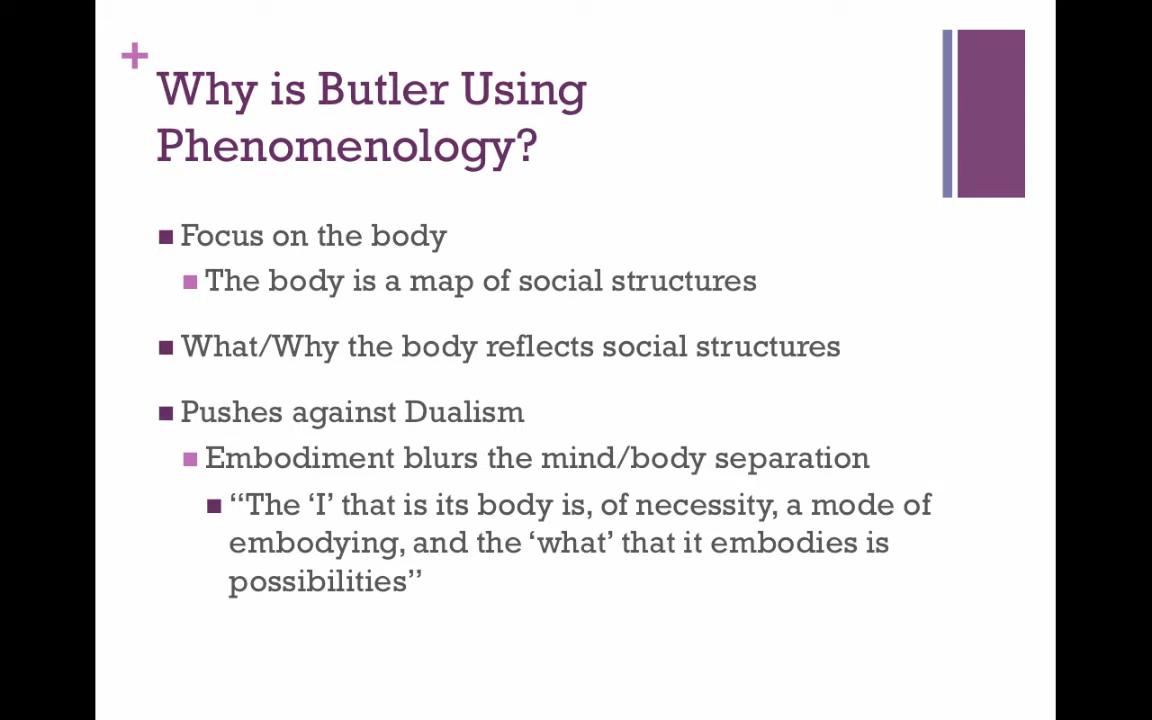 +
Why is Butler Using
Phenomenology?
Focus on the body
The body is a map of social structures
What/Why the body reflects social structures
Pushes against Dualism
Embodiment blurs the mind/body separation
“The ‘I’ that is its body is, of necessity, a mode of
embodying, and the ‘what’ that it embodies is
possibilities”